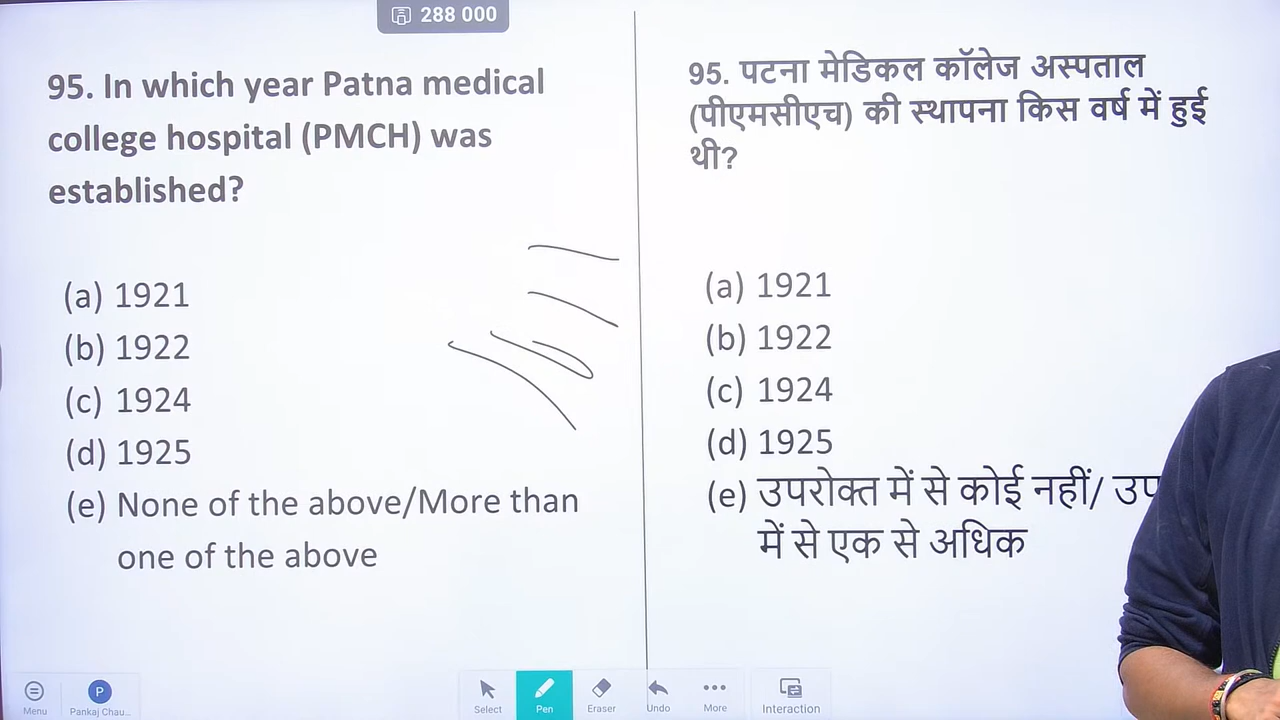 288 000
95. In which year Patna medical
college hospital (PMCH) was
established?
(a) 1921
(b) 1922
(c) 1924
(d) 1925
(e) None of the above/More than
one of the above
95. पटना मेडिकल कॉलेज अस्पताल
(पीएमसीएच) की स्थापना किस वर्ष में हुई
थी?
(a) 1921
(b) 1922
(c) 1924
(d) 1925
(e) उपरोक्त में से कोई नहीं/ उप
में से एक से अधिक
Menu
P
Pankaj Chau...
Select
Pen
Eraser
Undo
More
Interaction